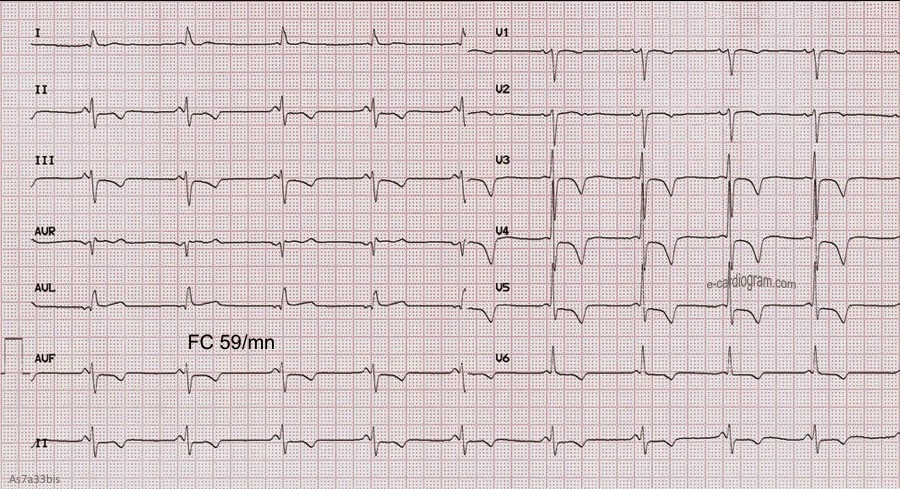 I
V1
II
V2
III
V3
AVR
V4
AVL
V5
e-cardiogram.com
FC 59/mn
AVF
V6
II
As7a33bis